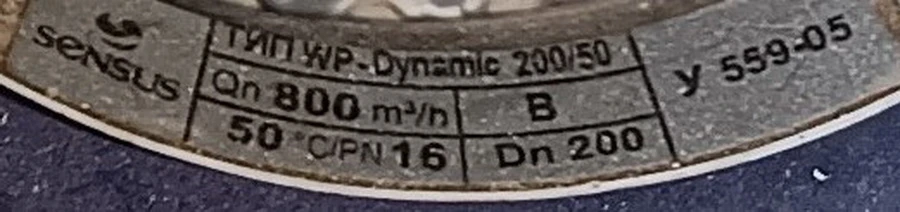 sensus
ТИП WP-Dynamic 200/50
Qn 800 m³/h B
50 °C/PN 16 Dn 200
У 559-05